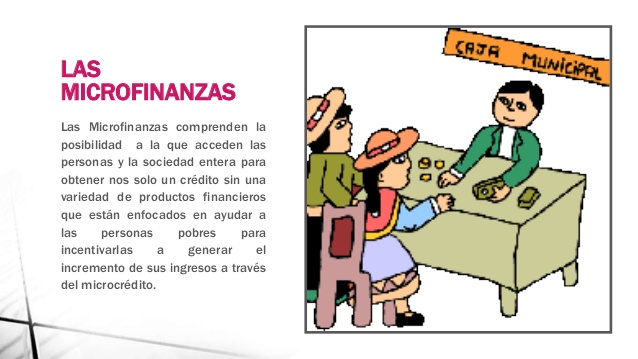 LAS
MICROFINANZAS
Las Microfinanzas comprenden la
posibilidad a la que acceden las
personas y la sociedad entera para
obtener nos solo un crédito sin una
variedad de productos financieros
que están enfocados en ayudar a
las personas pobres para
incentivarlas a generar el
incremento de sus ingresos a través
del microcrédito.
CAJA MUNICIPAL